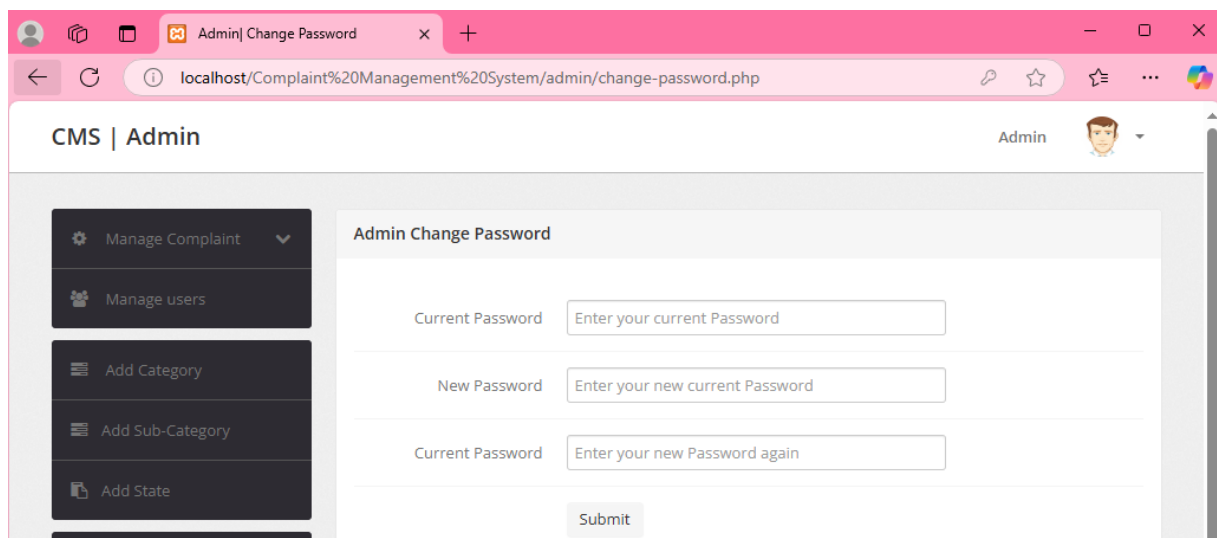 Admin| Change Password
localhost/Complaint%20Management%20System/admin/change-password.php
CMS | Admin
Admin
Manage Complaint
Manage users
Add Category
Add Sub-Category
Add State
Admin Change Password
Current Password
Enter your current Password
New Password
Enter your new current Password
Current Password
Enter your new Password again
Submit